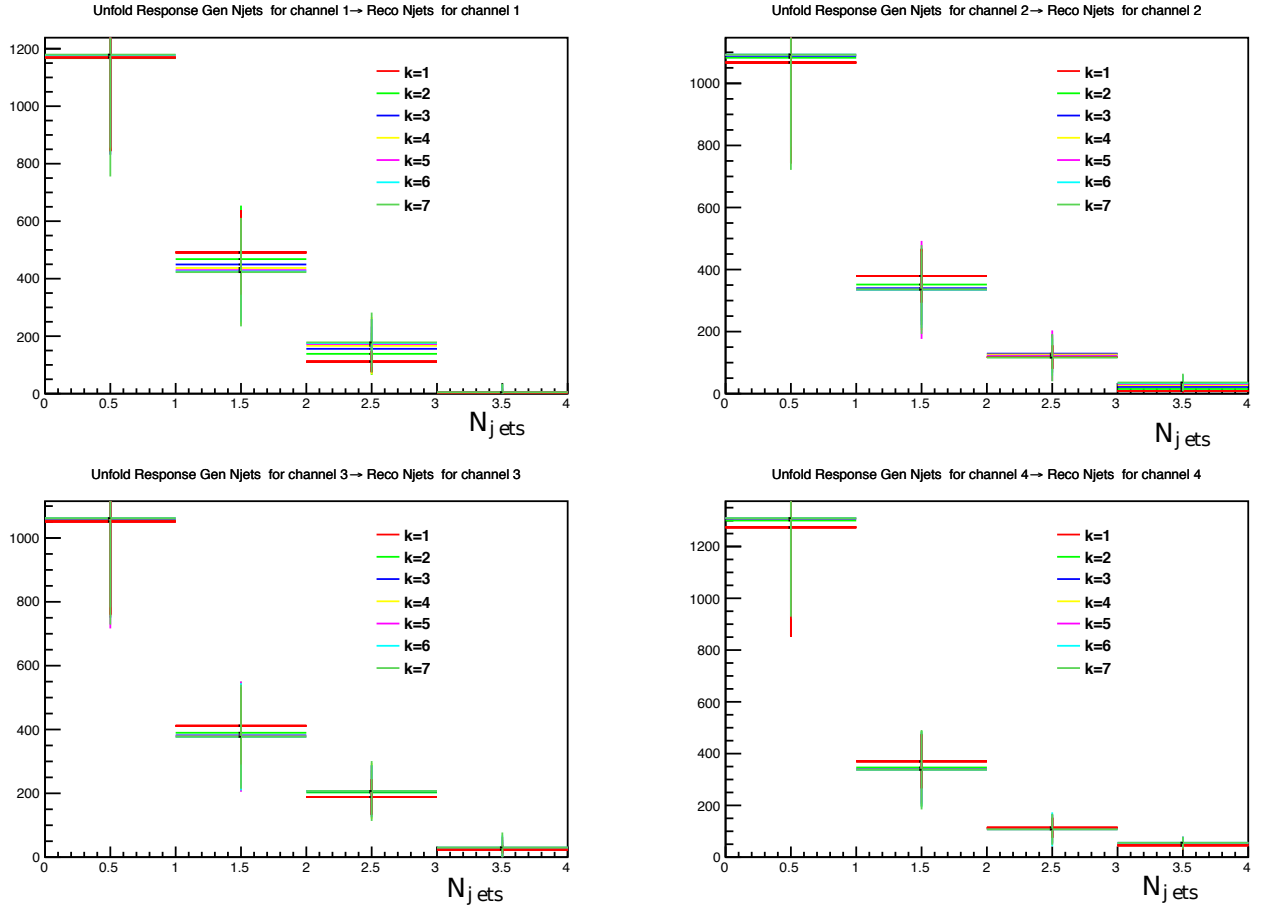 Unfold Response Gen Njets for channel 1→ Reco Njets for channel 1
1200
1000
800
600
400
200
0
k=1
k=2
k=3
k=4
k=5
k=6
k=7
0 0.5 1 1.5 2 2.5 3 3.5 4
N_jets
Unfold Response Gen Njets for channel 2→ Reco Njets for channel 2
1000
800
600
400
200
0
k=1
k=2
k=3
k=4
k=5
k=6
k=7
0 0.5 1 1.5 2 2.5 3 3.5 4
N_jets
Unfold Response Gen Njets for channel 3→ Reco Njets for channel 3
1000
800
600
400
200
0
k=1
k=2
k=3
k=4
k=5
k=6
k=7
0 0.5 1 1.5 2 2.5 3 3.5 4
N_jets
Unfold Response Gen Njets for channel 4→ Reco Njets for channel 4
1200
1000
800
600
400
200
0
k=1
k=2
k=3
k=4
k=5
k=6
k=7
0 0.5 1 1.5 2 2.5 3 3.5 4
N_jets